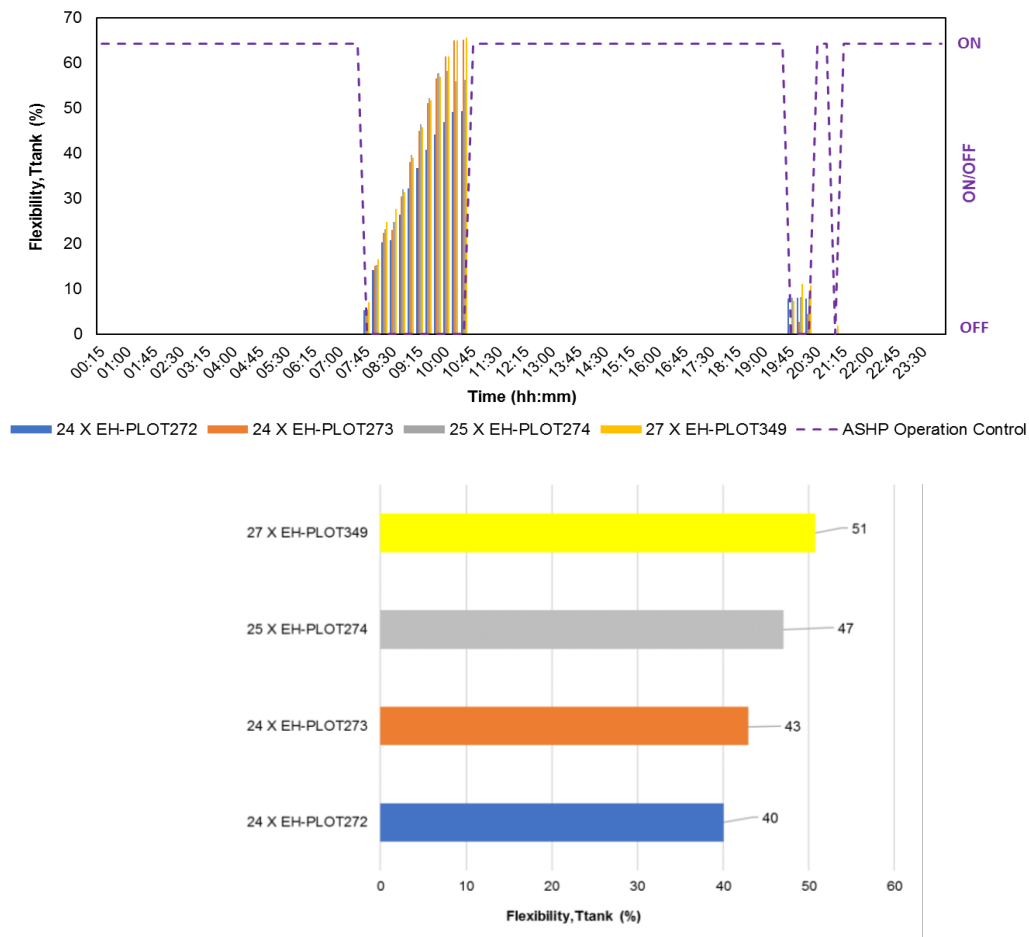 70
60
50
40
30
20
10
0
Flexibility,Ttank (%)
ON
ON/OFF
OFF
00:15 01:00 01:45 02:30 03:15 04:00 04:45 05:30 06:15 07:00 07:45 08:30 09:15 10:00 10:45 11:30 12:15 13:00 13:45 14:30 15:15 16:00 16:45 17:30 18:15 19:00 19:45 20:30 21:15 22:00 22:45 23:30
Time (hh:mm)
24 X EH-PLOT272 24 X EH-PLOT273 25 X EH-PLOT274 27 X EH-PLOT349 ASHP Operation Control
27 X EH-PLOT349 51
25 X EH-PLOT274 47
24 X EH-PLOT273 43
24 X EH-PLOT272 40
0 10 20 30 40 50 60
Flexibility,Ttank (%)